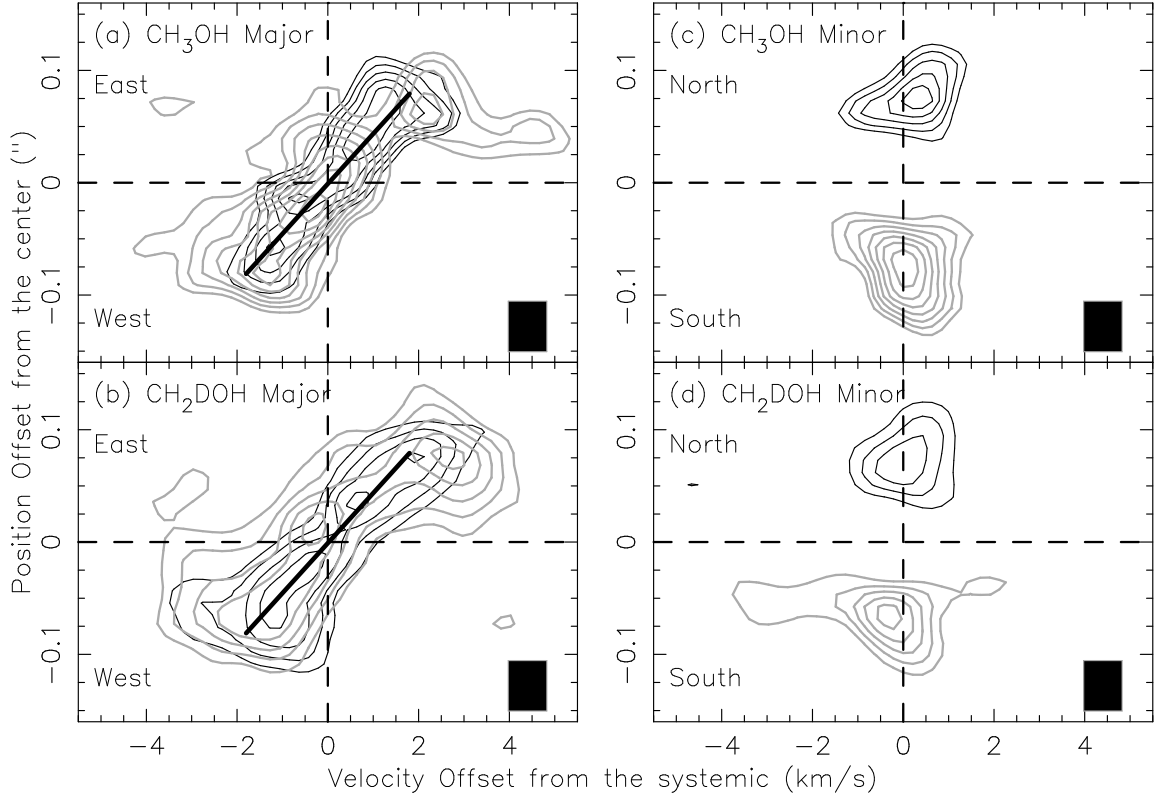 (a) CH₃OH Major
East
West
0.1
0
−0.1
(c) CH₃OH Minor
North
South
0.1
0
−0.1
(b) CH₂DOH Major
East
West
0.1
0
−0.1
(d) CH₂DOH Minor
North
South
0.1
0
−0.1
−4 −2 0 2 4
−4 −2 0 2 4
Position Offset from the center (")
Velocity Offset from the systemic (km/s)